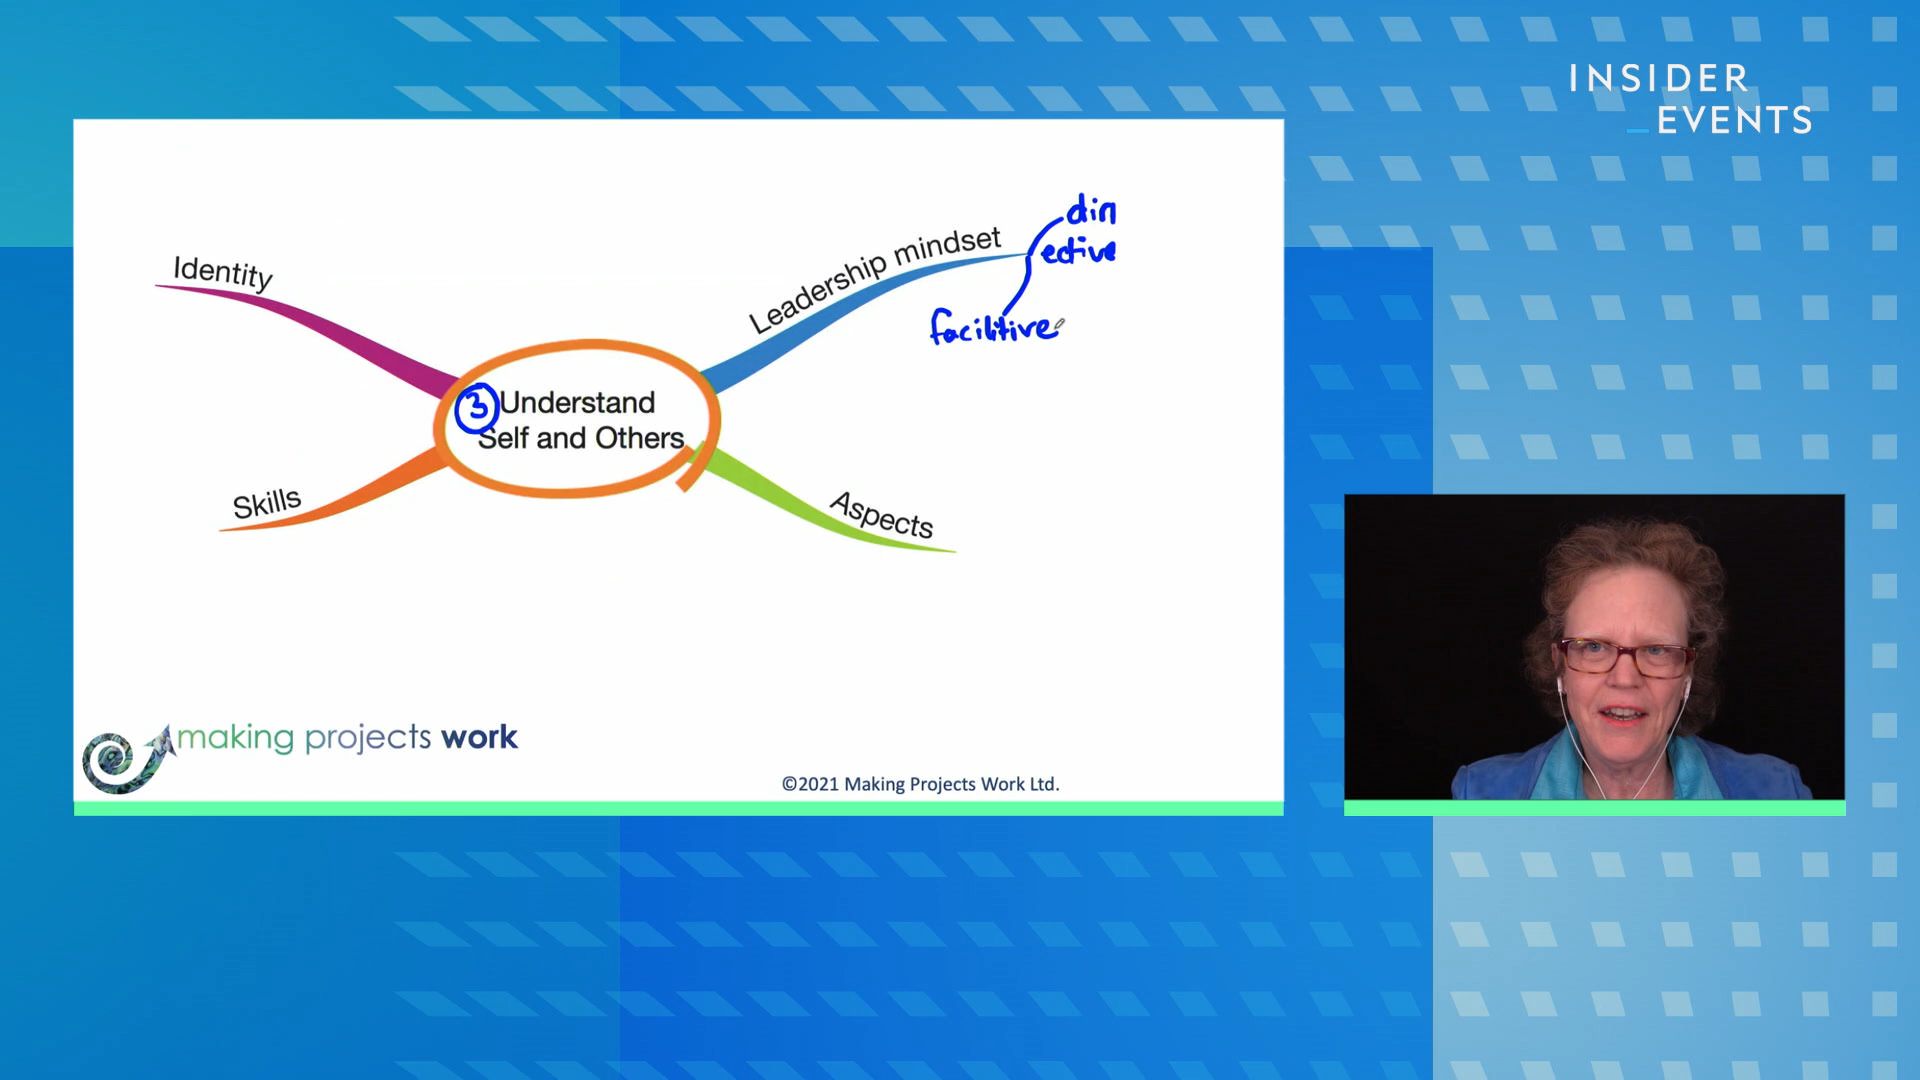 INSIDER
_EVENTS
Identity
Leadership mindset
din
ective
facilitive
3
Understand
Self and Others
Skills
Aspects
making projects work
©2021 Making Projects Work Ltd.